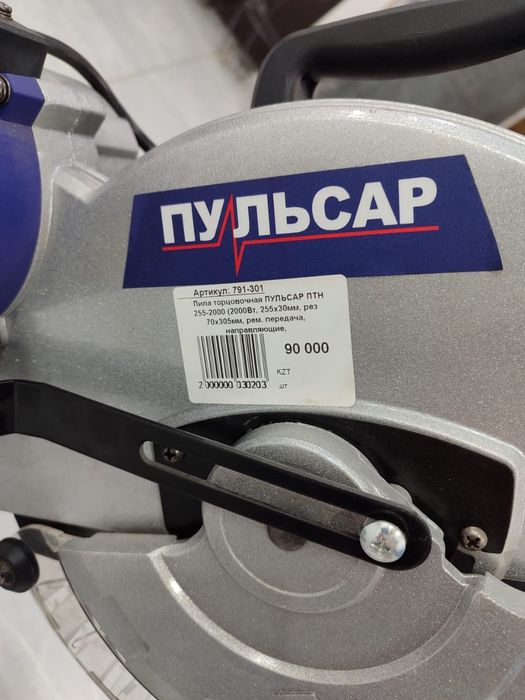 ПУЛЬСАР
Артикул: 791-301
Пила торцовочная ПУЛЬСАР ПТН
255-2000 (2000Вт, 255х30мм, рез
70х305мм, рем. передача,
направляющие,
90 000
KZT
шт
2 000000 030203